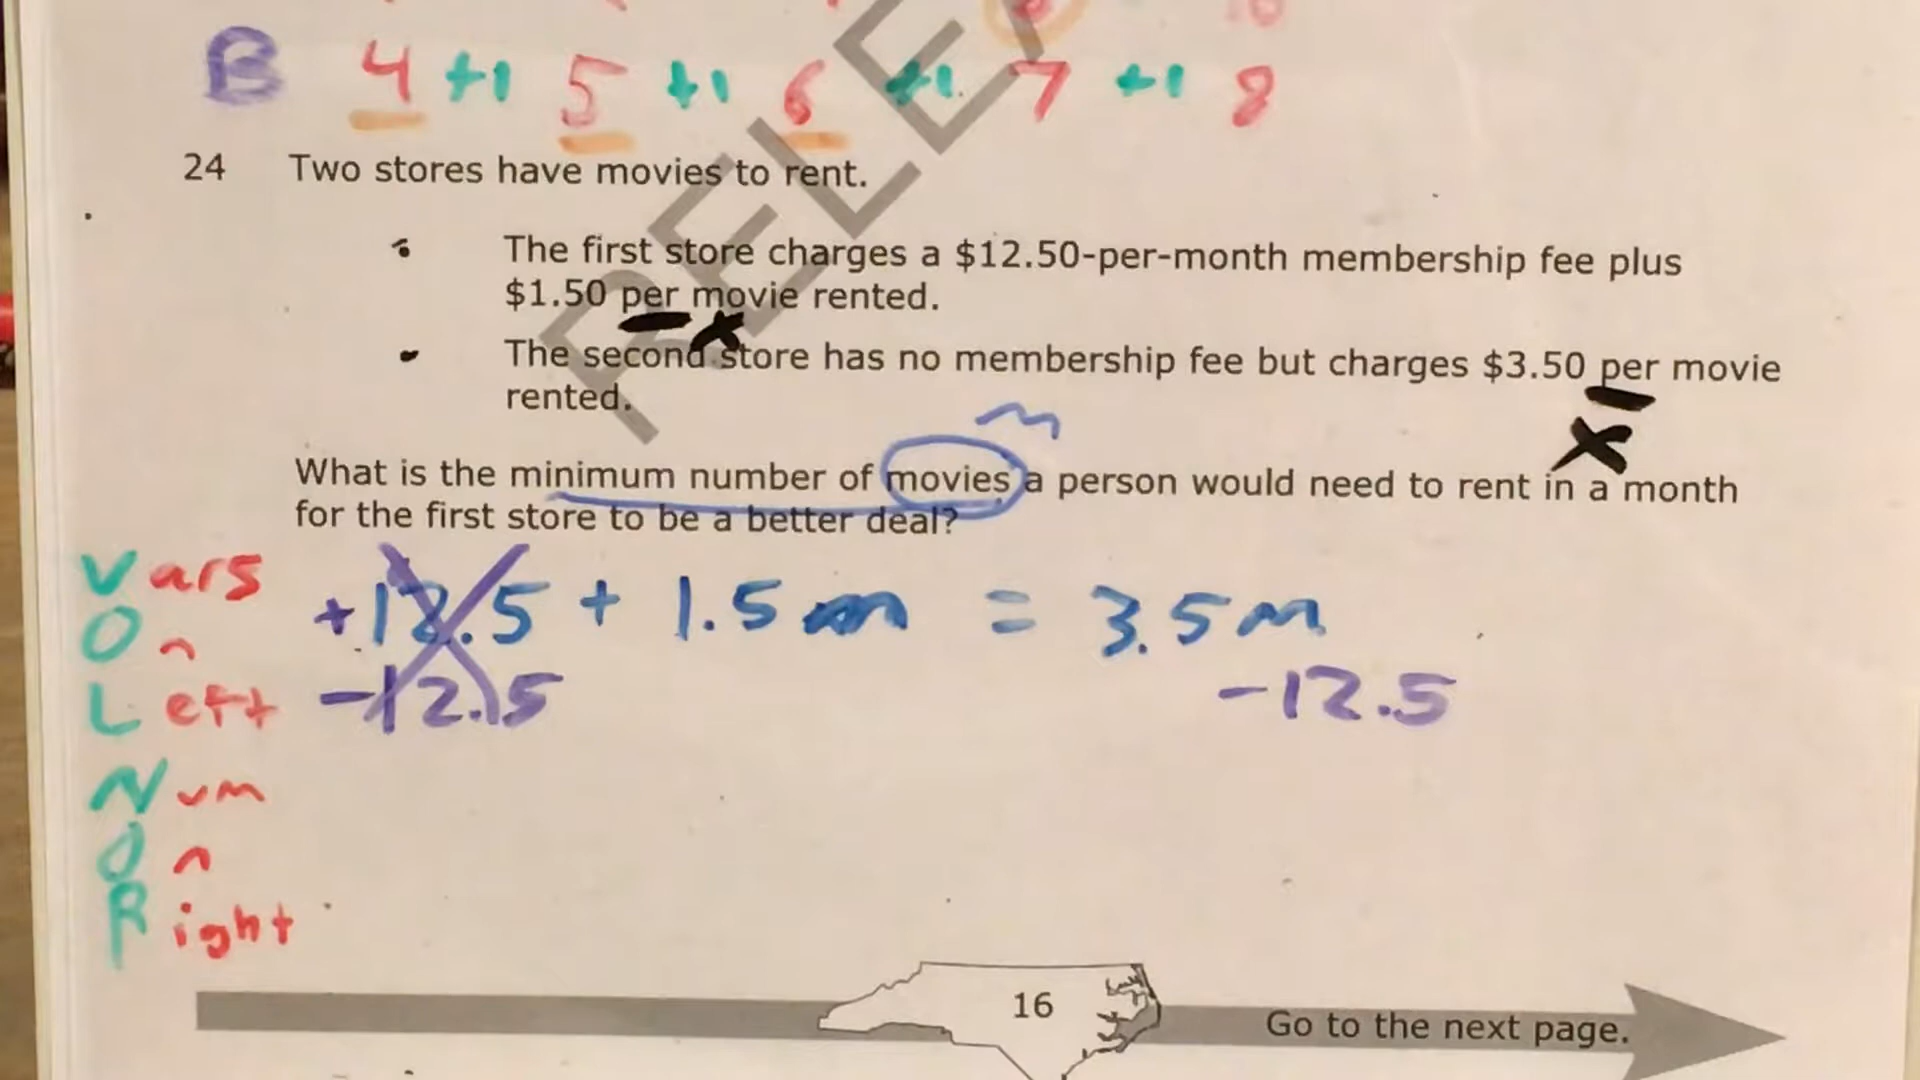 B 4 +1 5 +1 6 +1 7 +1 8
24 Two stores have movies to rent.
The first store charges a $12.50-per-month membership fee plus
$1.50 per movie rented.
x
The second store has no membership fee but charges $3.50 per movie
rented.
m
x
What is the minimum number of movies a person would need to rent in a month
for the first store to be a better deal?
Vars
On
Left
Num
On
Right
+12.5 + 1.5m = 3.5m
-12.5 -12.5
16
Go to the next page.